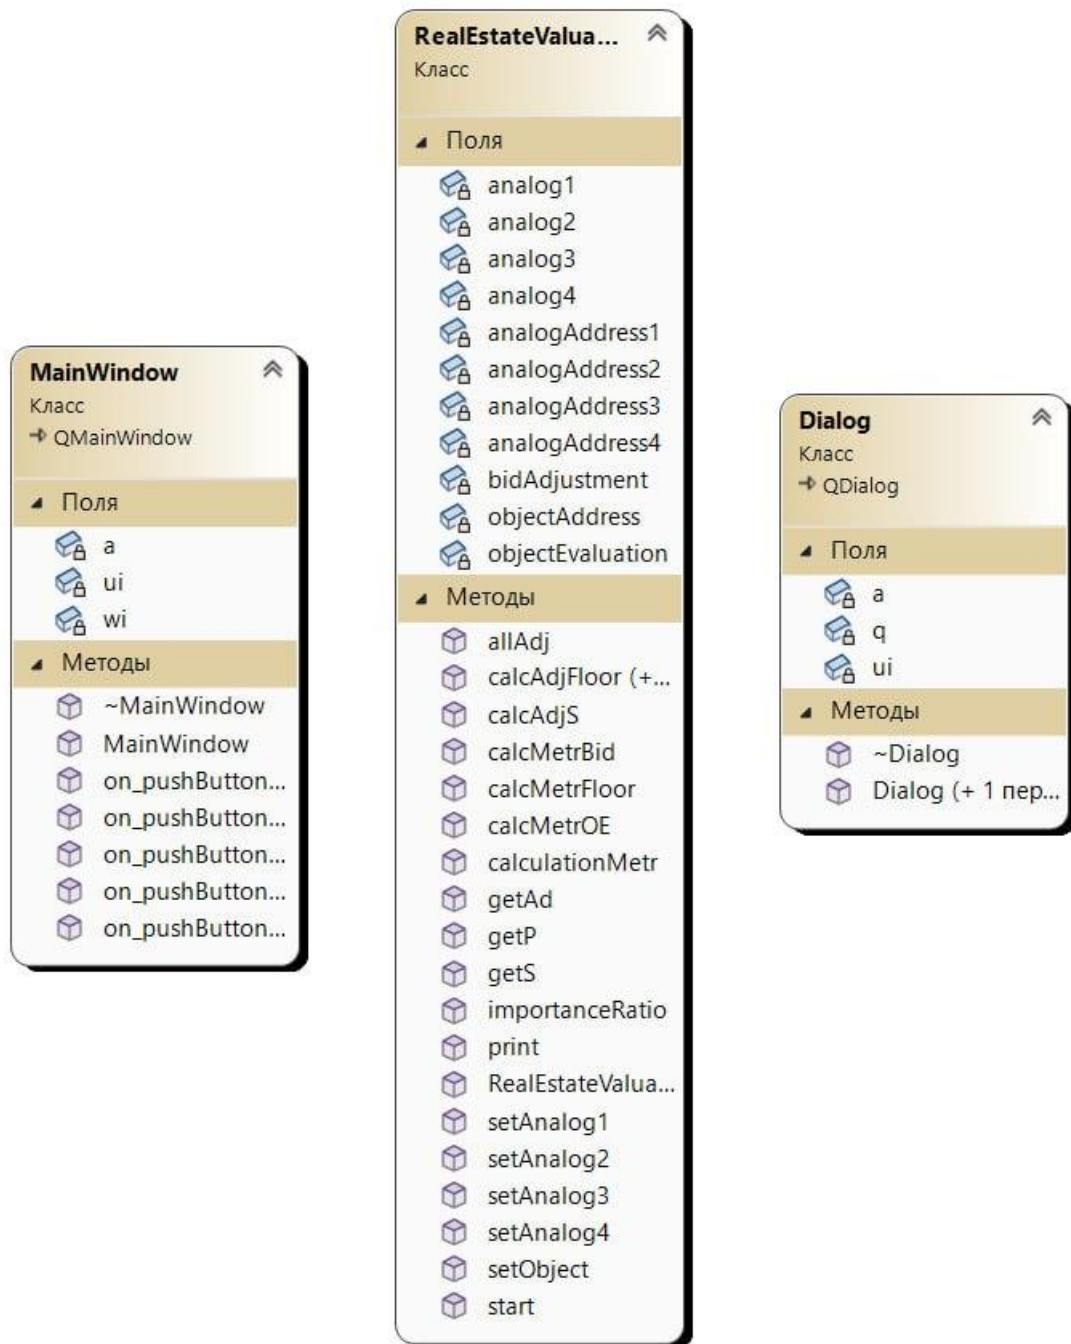 MainWindow
Класс
QMainWindow
Поля
a
ui
wi
Методы
~MainWindow
MainWindow
on_pushButton...
on_pushButton...
on_pushButton...
on_pushButton...
on_pushButton...
RealEstateValua...
Класс
Поля
analog1
analog2
analog3
analog4
analogAddress1
analogAddress2
analogAddress3
analogAddress4
bidAdjustment
objectAddress
objectEvaluation
Методы
allAdj
calcAdjFloor (+...
calcAdjS
calcMetrBid
calcMetrFloor
calcMetrOE
calculationMetr
getAd
getP
getS
importanceRatio
print
RealEstateValua...
setAnalog1
setAnalog2
setAnalog3
setAnalog4
setObject
start
Dialog
Класс
QDialog
Поля
a
q
ui
Методы
~Dialog
Dialog (+ 1 пер...